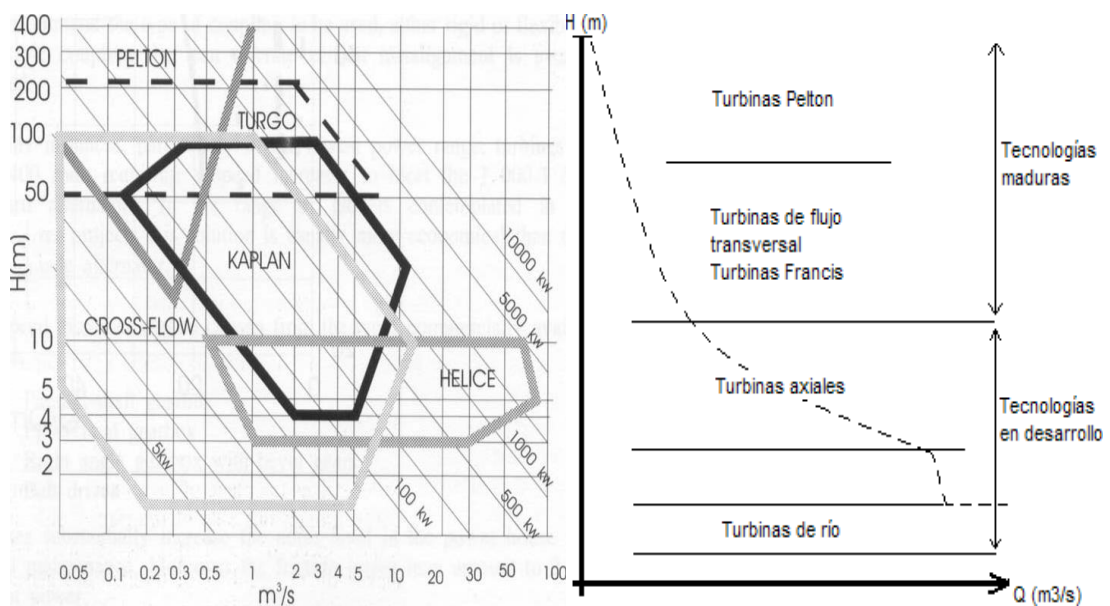 400
300
200
100
50
H(m)
10
5
4
3
2
PELTON
TURGO
KAPLAN
CROSS-FLOW
HELICE
10000 kw
5000 kw
1000 kw
500 kw
100 kw
5kw
0.05 0.1 0.2 0.3 0.5 1 2 3 4 5 10 20 30 50 100
m³/s
H (m)
Turbinas Pelton
Tecnologías
maduras
Turbinas de flujo
transversal
Turbinas Francis
Turbinas axiales
Tecnologías
en desarrollo
Turbinas de río
Q (m3/s)